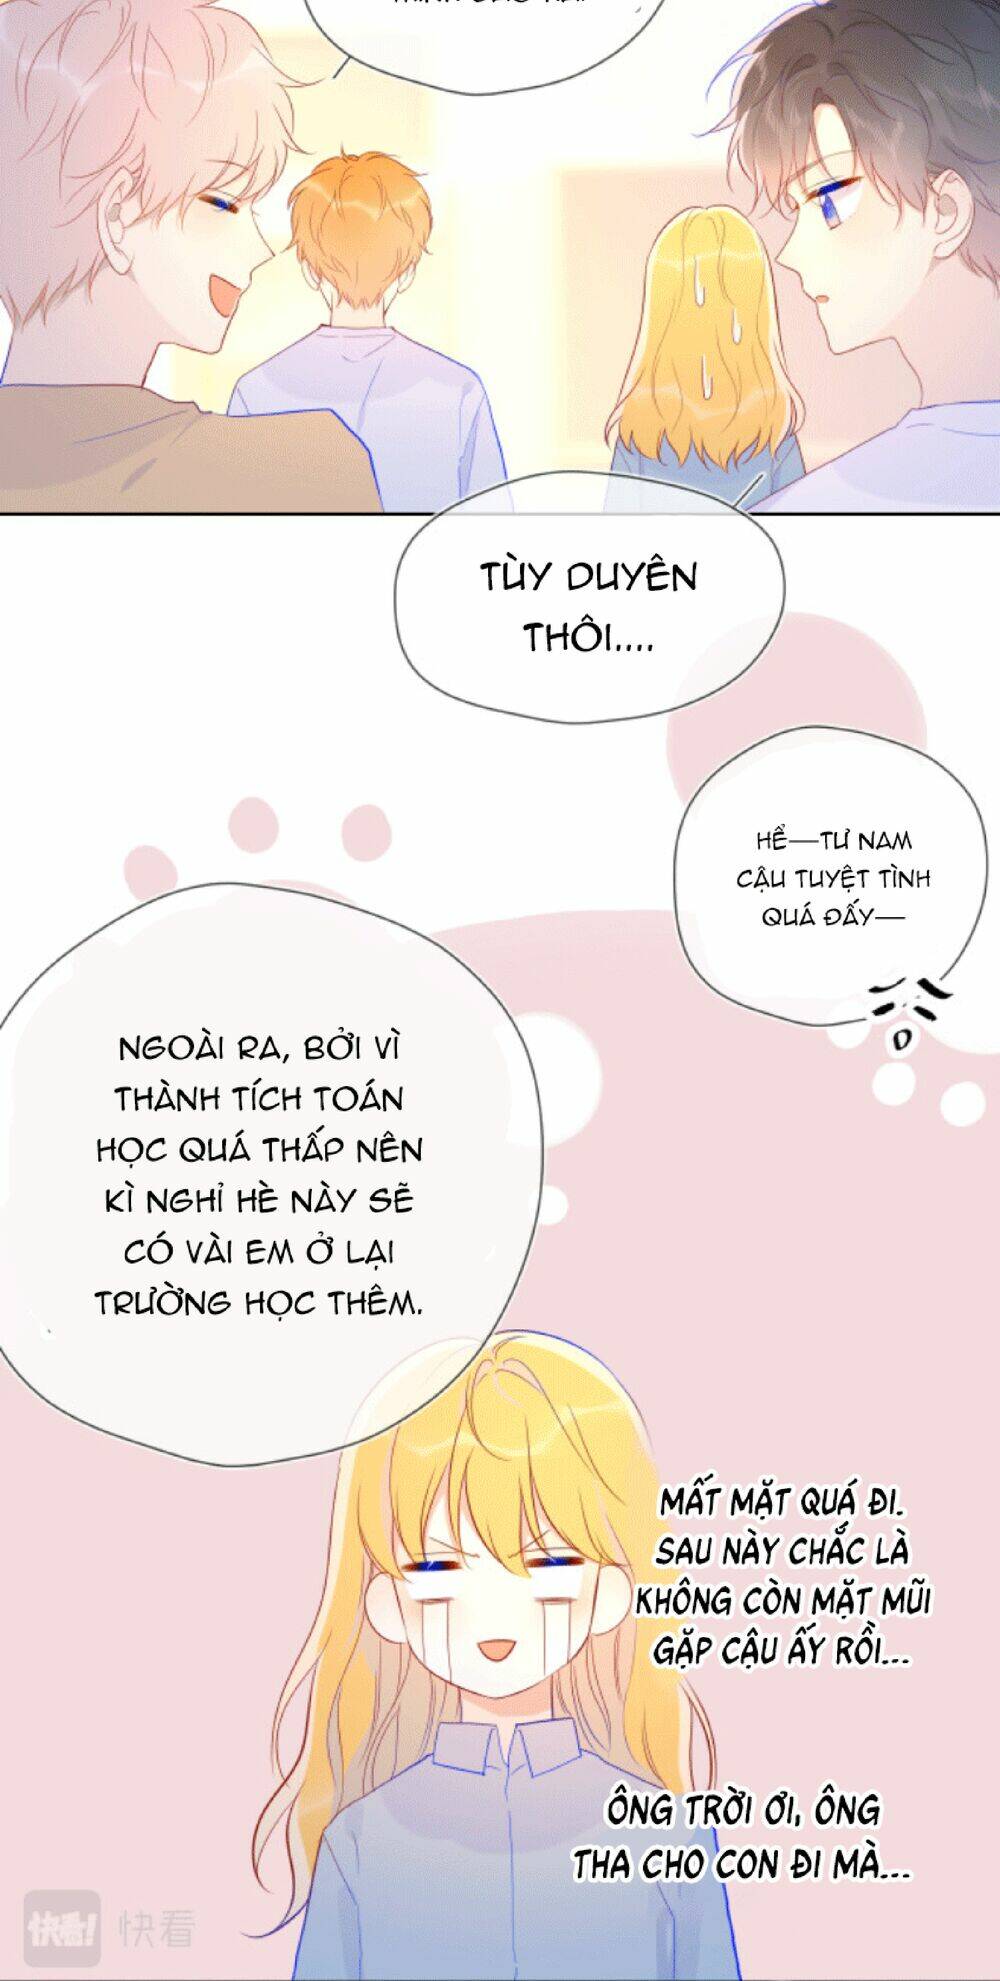 TÙY DUYÊN
THÔI....
HỂ—TƯ NAM
CẬU TUYỆT TÌNH
QUÁ ĐẤY—
NGOÀI RA, BỞI VÌ
THÀNH TÍCH TOÁN
HỌC QUÁ THẤP NÊN
KÌ NGHỈ HÈ NÀY SẼ
CÓ VÀI EM Ở LẠI
TRƯỜNG HỌC THÊM.
MẤT MẶT QUÁ ĐI.
SAU NÀY CHẮC LÀ
KHÔNG CÒN MẶT MŨI
GẶP CẬU ẤY RỒI...
ÔNG TRỜI ƠI, ÔNG
THA CHO CON ĐI MÀ...
快看! 快看